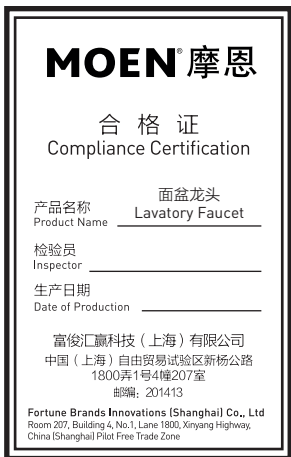 MOEN® 摩恩
合 格 证
Compliance Certification
产品名称 面盆龙头
Product Name Lavatory Faucet
检验员
Inspector
生产日期
Date of Production
富俊汇赢科技（上海）有限公司
中国（上海）自由贸易试验区新杨公路
1800弄1号4幢207室
邮编：201413
Fortune Brands Innovations (Shanghai) Co., Ltd
Room 207, Building 4, No.1, Lane 1800, Xinyang Highway,
China (Shanghai) Pilot Free Trade Zone